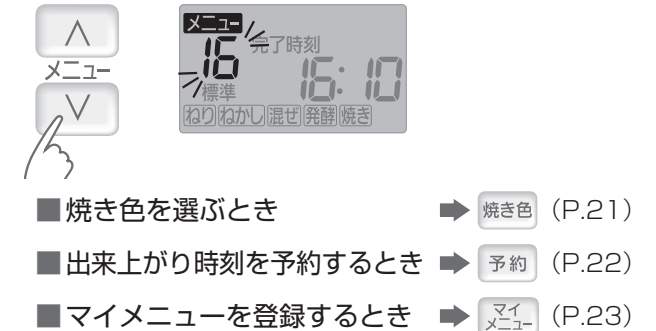 メニュー
メニュー
16
完了時刻
標準
16:10
ねり ねかし 混ぜ 発酵 焼き
■焼き色を選ぶとき ➡ 焼き色 (P.21)
■出来上がり時刻を予約するとき ➡ 予約 (P.22)
■マイメニューを登録するとき ➡ マイメニュー (P.23)